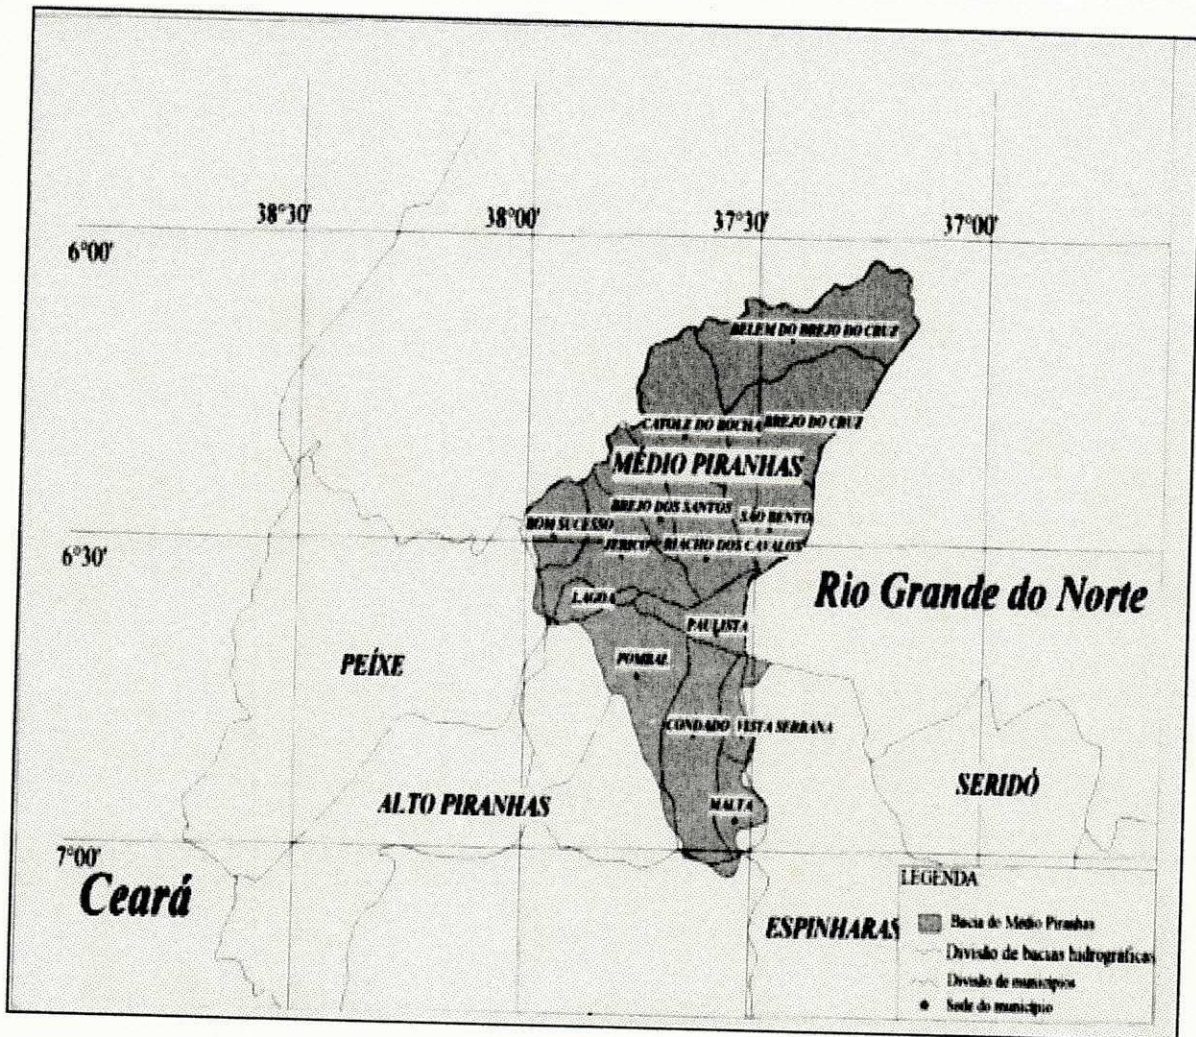 38°30' 38°00' 37°30' 37°00'
6°00'
BELEM DO BREJO DO CRUZ
CATOLE DO ROCHA BREJO DO CRUZ
MÉDIO PIRANHAS
BREJO DOS SANTOS
SÃO BENTO
BOM SUCESSO
JERICO RIACHO DOS CAVALOS
6°30'
Rio Grande do Norte
LAGOA
PAULISTA
PEÍXE
POMBAL
CONDADO VISTA SERRANA
SERIDÓ
ALTO PIRANHAS
MALTA
7°00'
Ceará
ESPINHARAS
LEGENDA
Bacia do Médio Piranhas
Divisão de bacias hidrográficas
Divisão de municípios
Sede do município